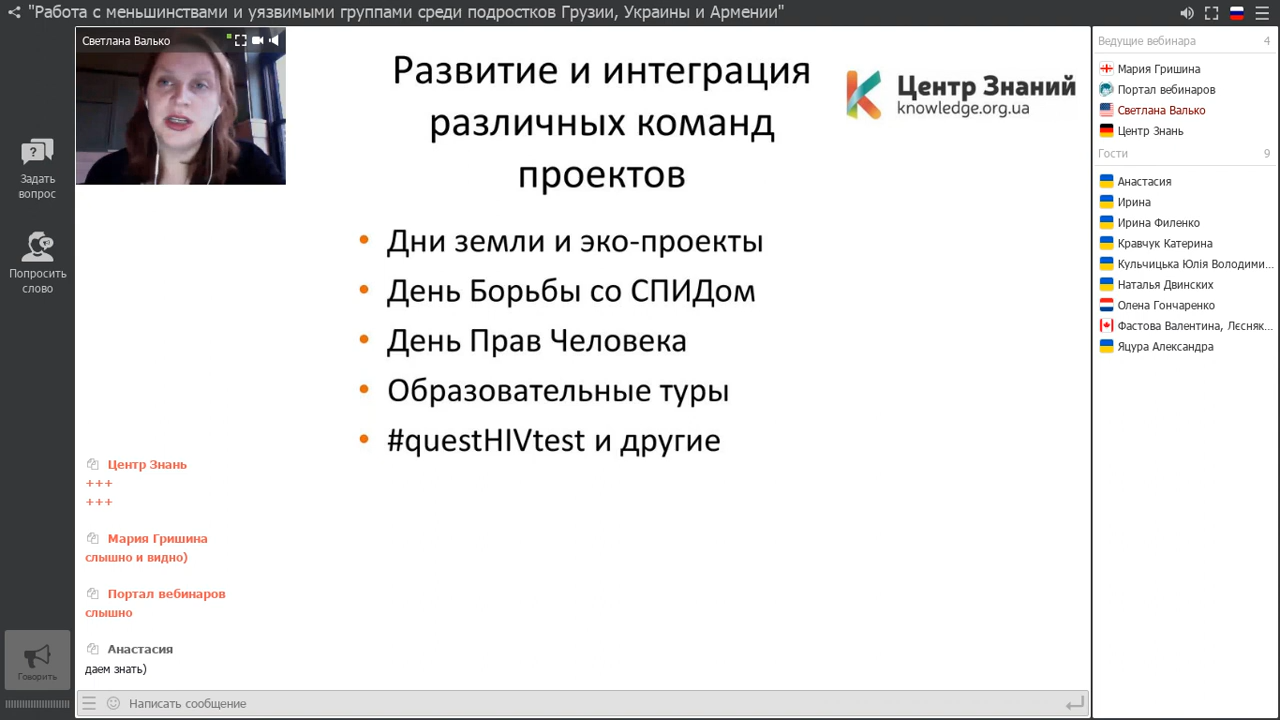 "Работа с меньшинствами и уязвимыми группами среди подростков Грузии, Украины и Армении"
Светлана Валько
Задать
вопрос
Попросить
слово
Говорить
Развитие и интеграция
различных команд
проектов
Центр Знаний
knowledge.org.ua
• Дни земли и эко-проекты
• День Борьбы со СПИДом
• День Прав Человека
• Образовательные туры
• #questHIVtest и другие
Центр Знань
+++
+++
Мария Гришина
слышно и видно)
Портал вебинаров
слышно
Анастасия
даем знать)
Написать сообщение
Ведущие вебинара 4
Мария Гришина
Портал вебинаров
Светлана Валько
Центр Знань
Гости 9
Анастасия
Ирина
Ирина Филенко
Кравчук Катерина
Кульчицька Юлія Володими...
Наталья Двинских
Олена Гончаренко
Фастова Валентина, Лєсняк...
Яцура Александра